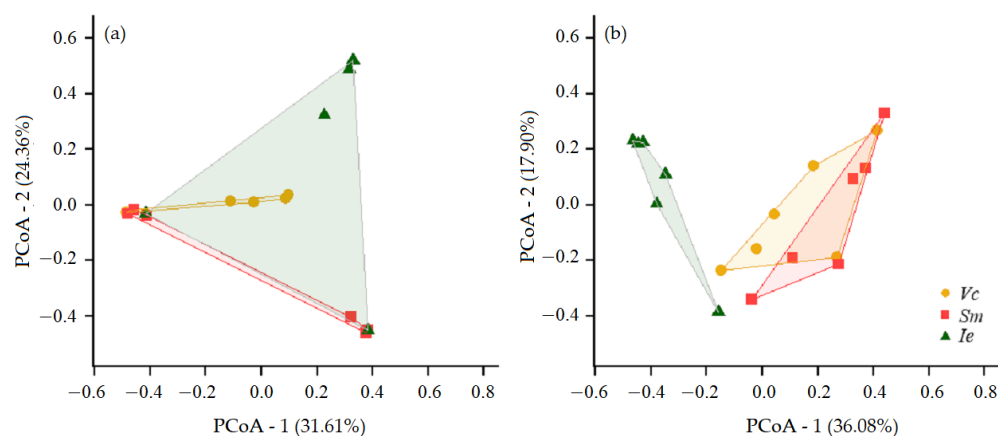 (a)
0.6
0.4
0.2
0.0
−0.2
−0.4
PCoA - 2 (24.36%)
−0.6 −0.4 −0.2 0.0 0.2 0.4 0.6
PCoA - 1 (31.61%)
(b)
0.6
0.4
0.2
0.0
−0.2
−0.4
PCoA - 2 (17.90%)
Vc
Sm
Ie
−0.6 −0.4 −0.2 0.0 0.2 0.4 0.6
PCoA - 1 (36.08%)